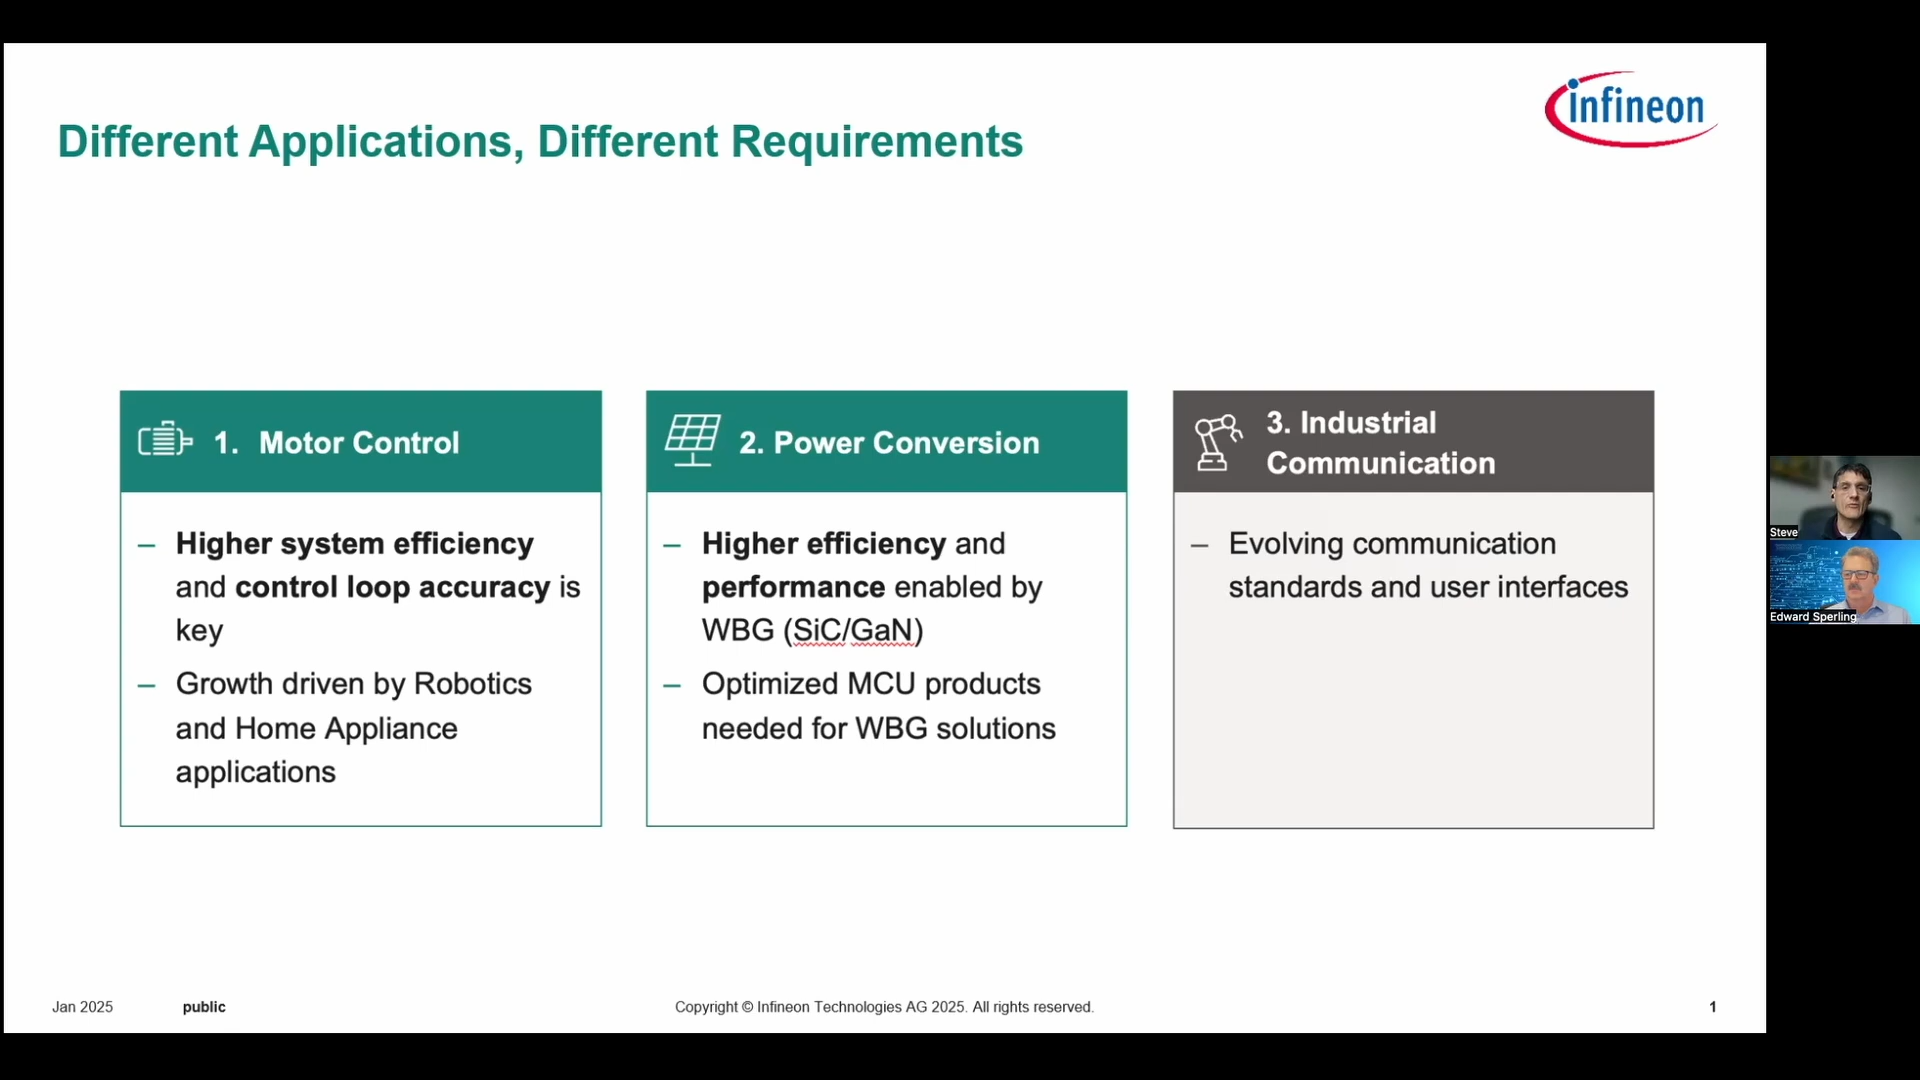 infineon
Different Applications, Different Requirements
1. Motor Control
– Higher system efficiency
and control loop accuracy is
key
– Growth driven by Robotics
and Home Appliance
applications
2. Power Conversion
– Higher efficiency and
performance enabled by
WBG (SiC/GaN)
– Optimized MCU products
needed for WBG solutions
3. Industrial
Communication
– Evolving communication
standards and user interfaces
Steve
Edward Sperling
Jan 2025
public
Copyright © Infineon Technologies AG 2025. All rights reserved.
1